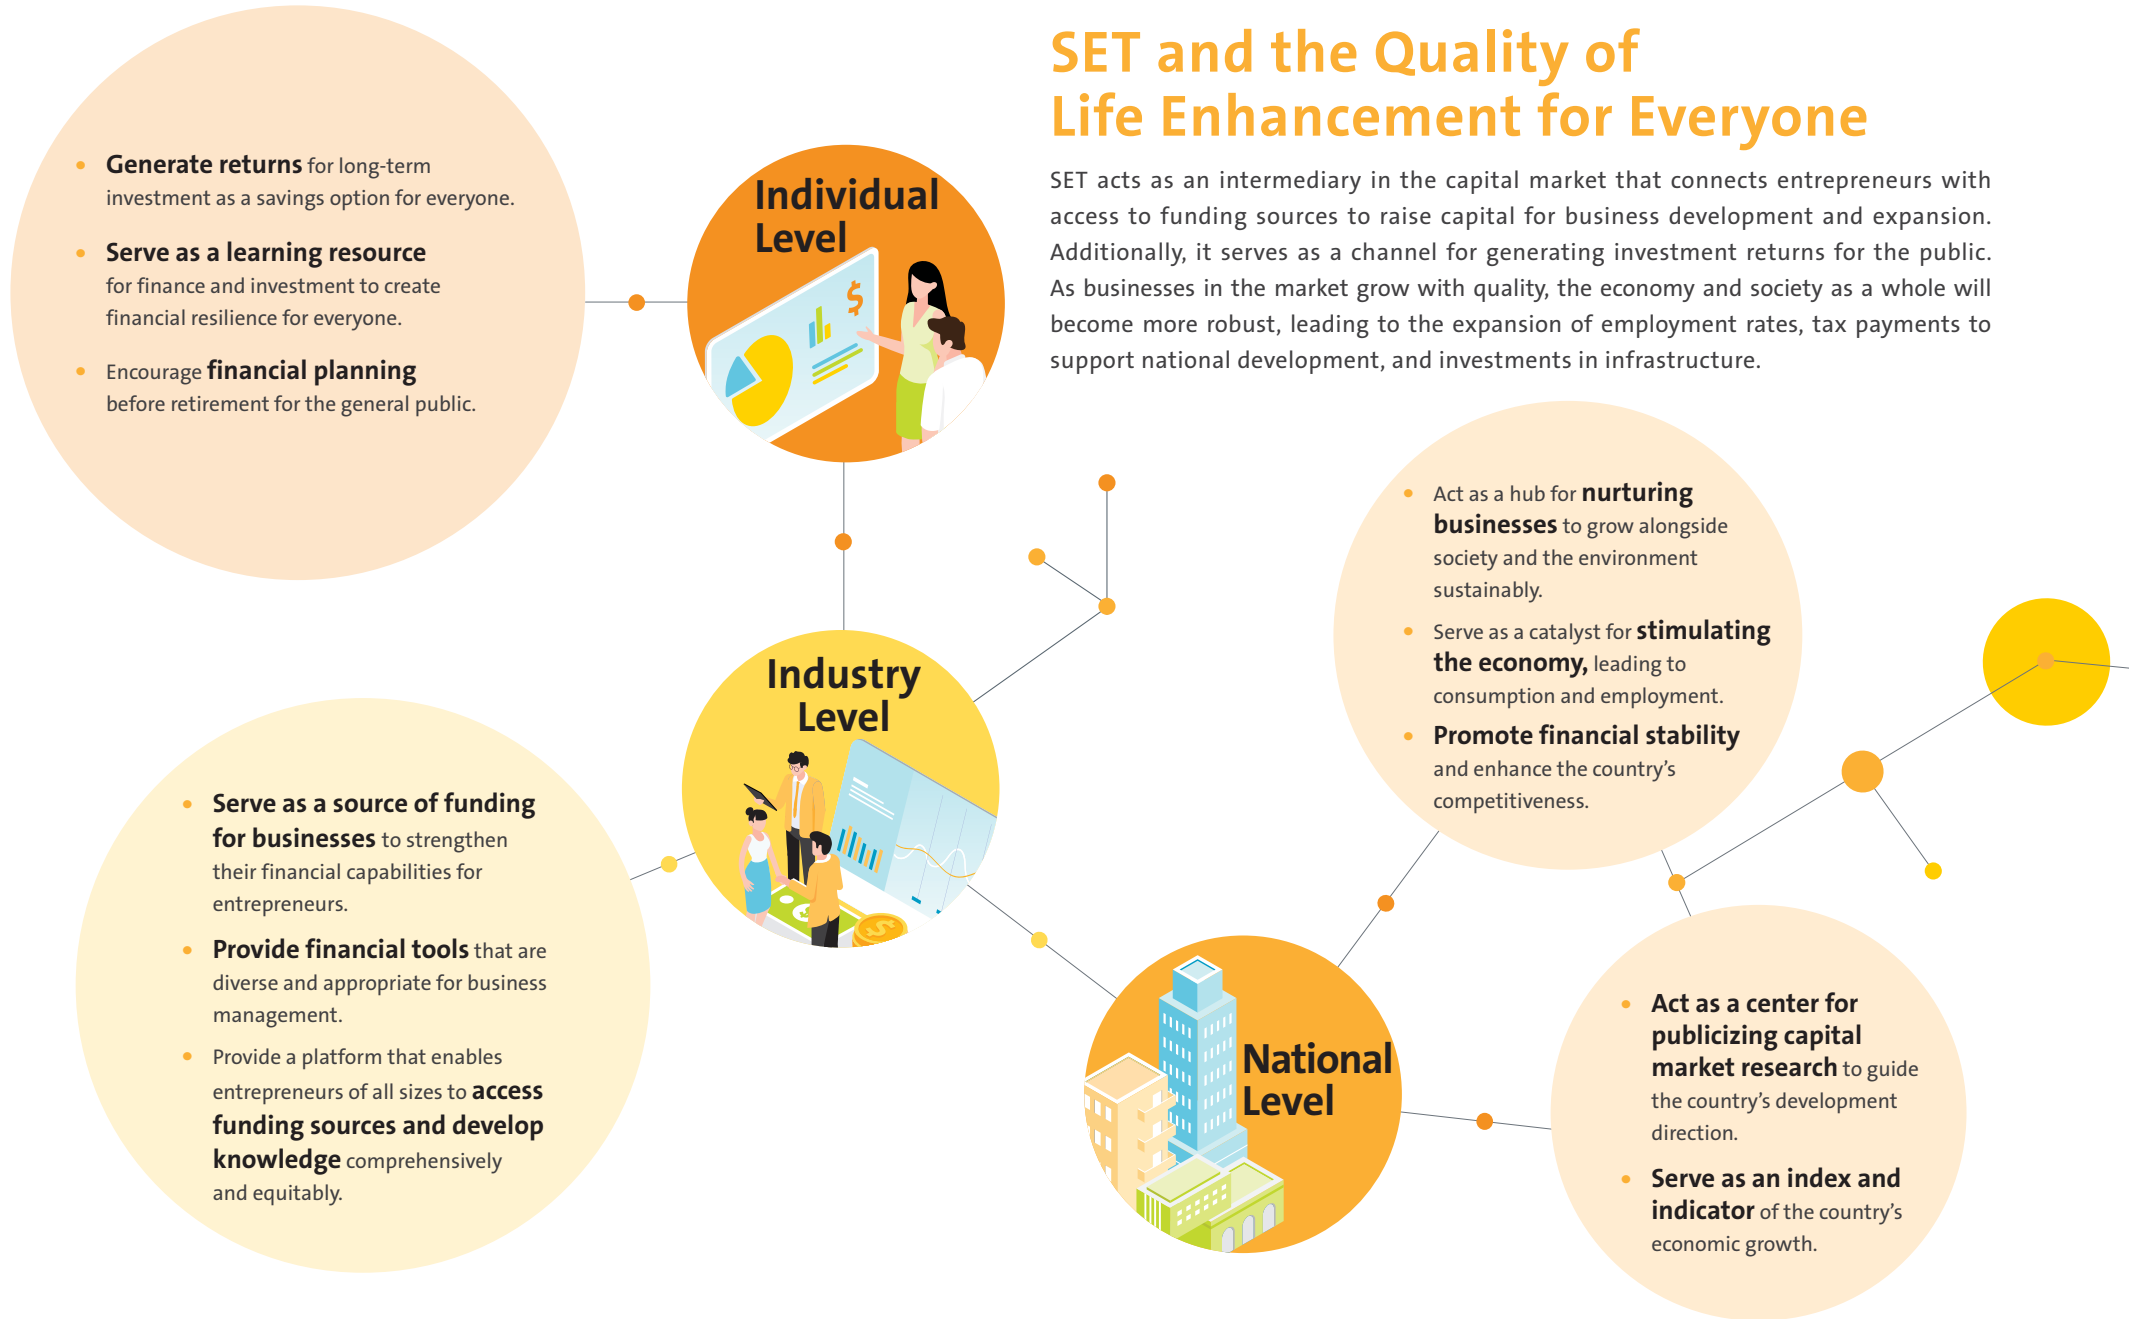 SET and the Quality of
Life Enhancement for Everyone
SET acts as an intermediary in the capital market that connects entrepreneurs with
access to funding sources to raise capital for business development and expansion.
Additionally, it serves as a channel for generating investment returns for the public.
As businesses in the market grow with quality, the economy and society as a whole will
become more robust, leading to the expansion of employment rates, tax payments to
support national development, and investments in infrastructure.
Individual
Level
• Generate returns for long-term
investment as a savings option for everyone.
• Serve as a learning resource
for finance and investment to create
financial resilience for everyone.
• Encourage financial planning
before retirement for the general public.
Industry
Level
• Serve as a source of funding
for businesses to strengthen
their financial capabilities for
entrepreneurs.
• Provide financial tools that are
diverse and appropriate for business
management.
• Provide a platform that enables
entrepreneurs of all sizes to access
funding sources and develop
knowledge comprehensively
and equitably.
National
Level
• Act as a hub for nurturing
businesses to grow alongside
society and the environment
sustainably.
• Serve as a catalyst for stimulating
the economy, leading to
consumption and employment.
• Promote financial stability
and enhance the country's
competitiveness.
• Act as a center for
publicizing capital
market research to guide
the country's development
direction.
• Serve as an index and
indicator of the country's
economic growth.